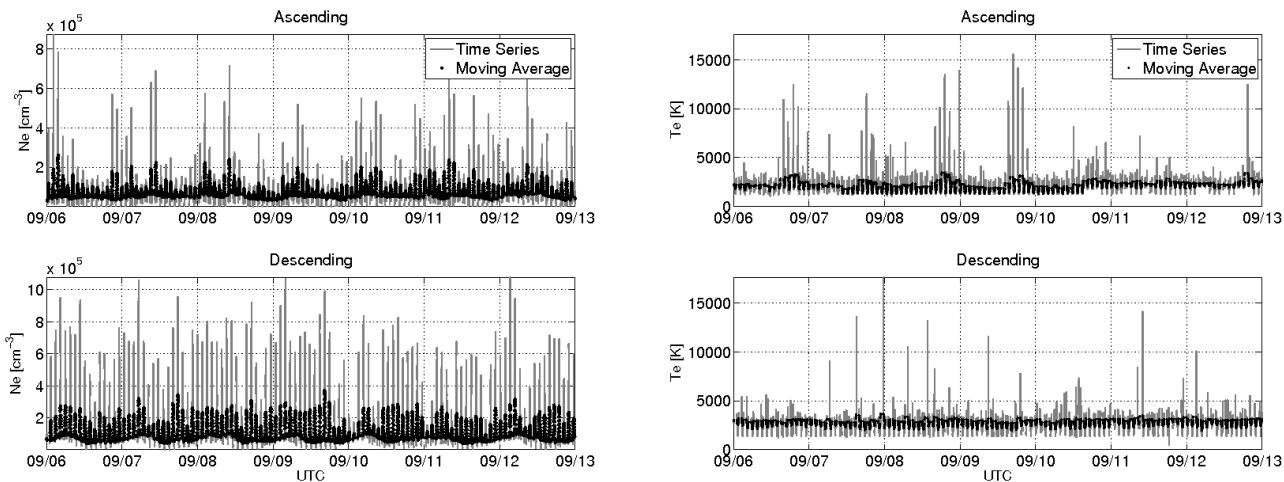 Ascending
x 10⁵
Ne [cm⁻³]
8
6
4
2
Time Series
Moving Average
09/06 09/07 09/08 09/09 09/10 09/11 09/12 09/13
Ascending
Te [K]
15000
10000
5000
0
Time Series
Moving Average
09/06 09/07 09/08 09/09 09/10 09/11 09/12 09/13
Descending
x 10⁵
Ne [cm⁻³]
10
8
6
4
2
09/06 09/07 09/08 09/09 09/10 09/11 09/12 09/13
UTC
Descending
Te [K]
15000
10000
5000
0
09/06 09/07 09/08 09/09 09/10 09/11 09/12 09/13
UTC